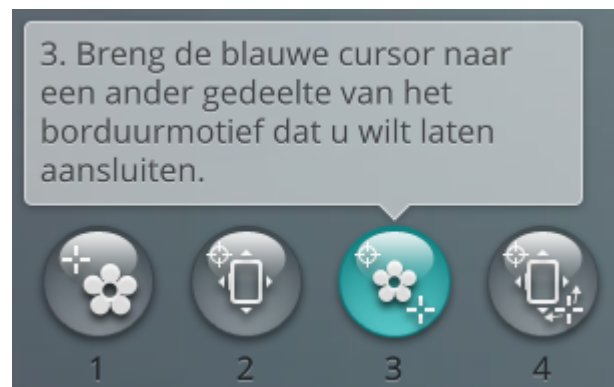 3. Breng de blauwe cursor naar
een ander gedeelte van het
borduurmotief dat u wilt laten
aansluiten.
1 2 3 4